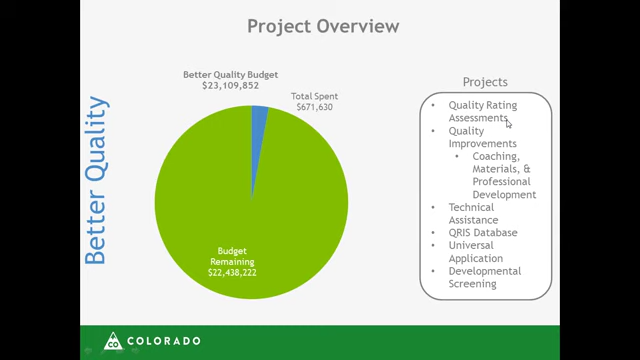 Project Overview
Better Quality
Better Quality Budget
$23,109,852
Total Spent
$671,630
Budget
Remaining
$22,438,222
Projects
• Quality Rating
Assessments
• Quality
Improvements
• Coaching,
Materials, &
Professional
Development
• Technical
Assistance
• QRIS Database
• Universal
Application
• Developmental
Screening
CO
COLORADO